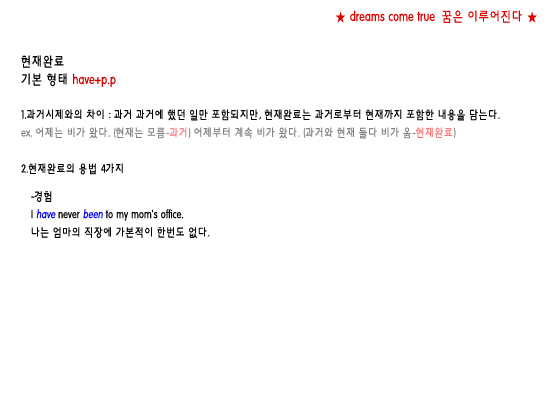 ★ dreams come true 꿈은 이루어진다 ★
현재완료
기본 형태 have+p.p
1.과거시제와의 차이 : 과거 과거에 했던 일만 포함되지만, 현재완료는 과거로부터 현재까지 포함한 내용을 담는다.
ex. 어제는 비가 왔다. (현재는 모름-과거) 어제부터 계속 비가 왔다. (과거와 현재 둘다 비가 옴-현재완료)
2.현재완료의 용법 4가지
-경험
I have never been to my mom's office.
나는 엄마의 직장에 가본적이 한번도 없다.